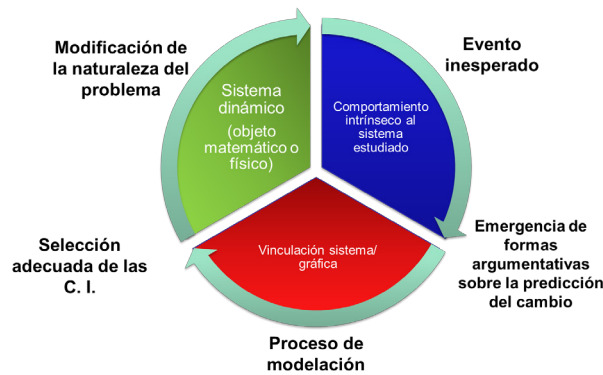 Modificación de
la naturaleza del
problema
Sistema
dinámico
(objeto
matemático o
físico)
Evento
inesperado
Comportamiento
intrínseco al
sistema
estudiado
Emergencia de
formas
argumentativas
sobre la predicción
del cambio
Vinculación sistema/
gráfica
Proceso de
modelación
Selección
adecuada de las
C. I.